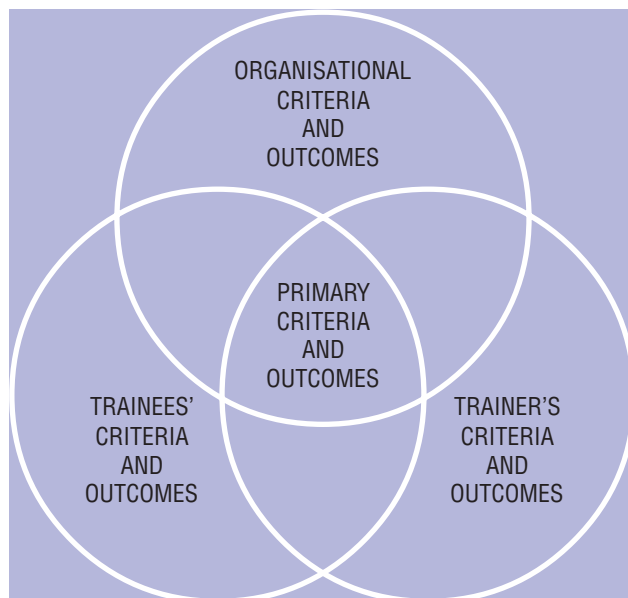 ORGANISATIONAL
CRITERIA
AND
OUTCOMES
PRIMARY
CRITERIA
AND
OUTCOMES
TRAINEES'
CRITERIA
AND
OUTCOMES
TRAINER'S
CRITERIA
AND
OUTCOMES